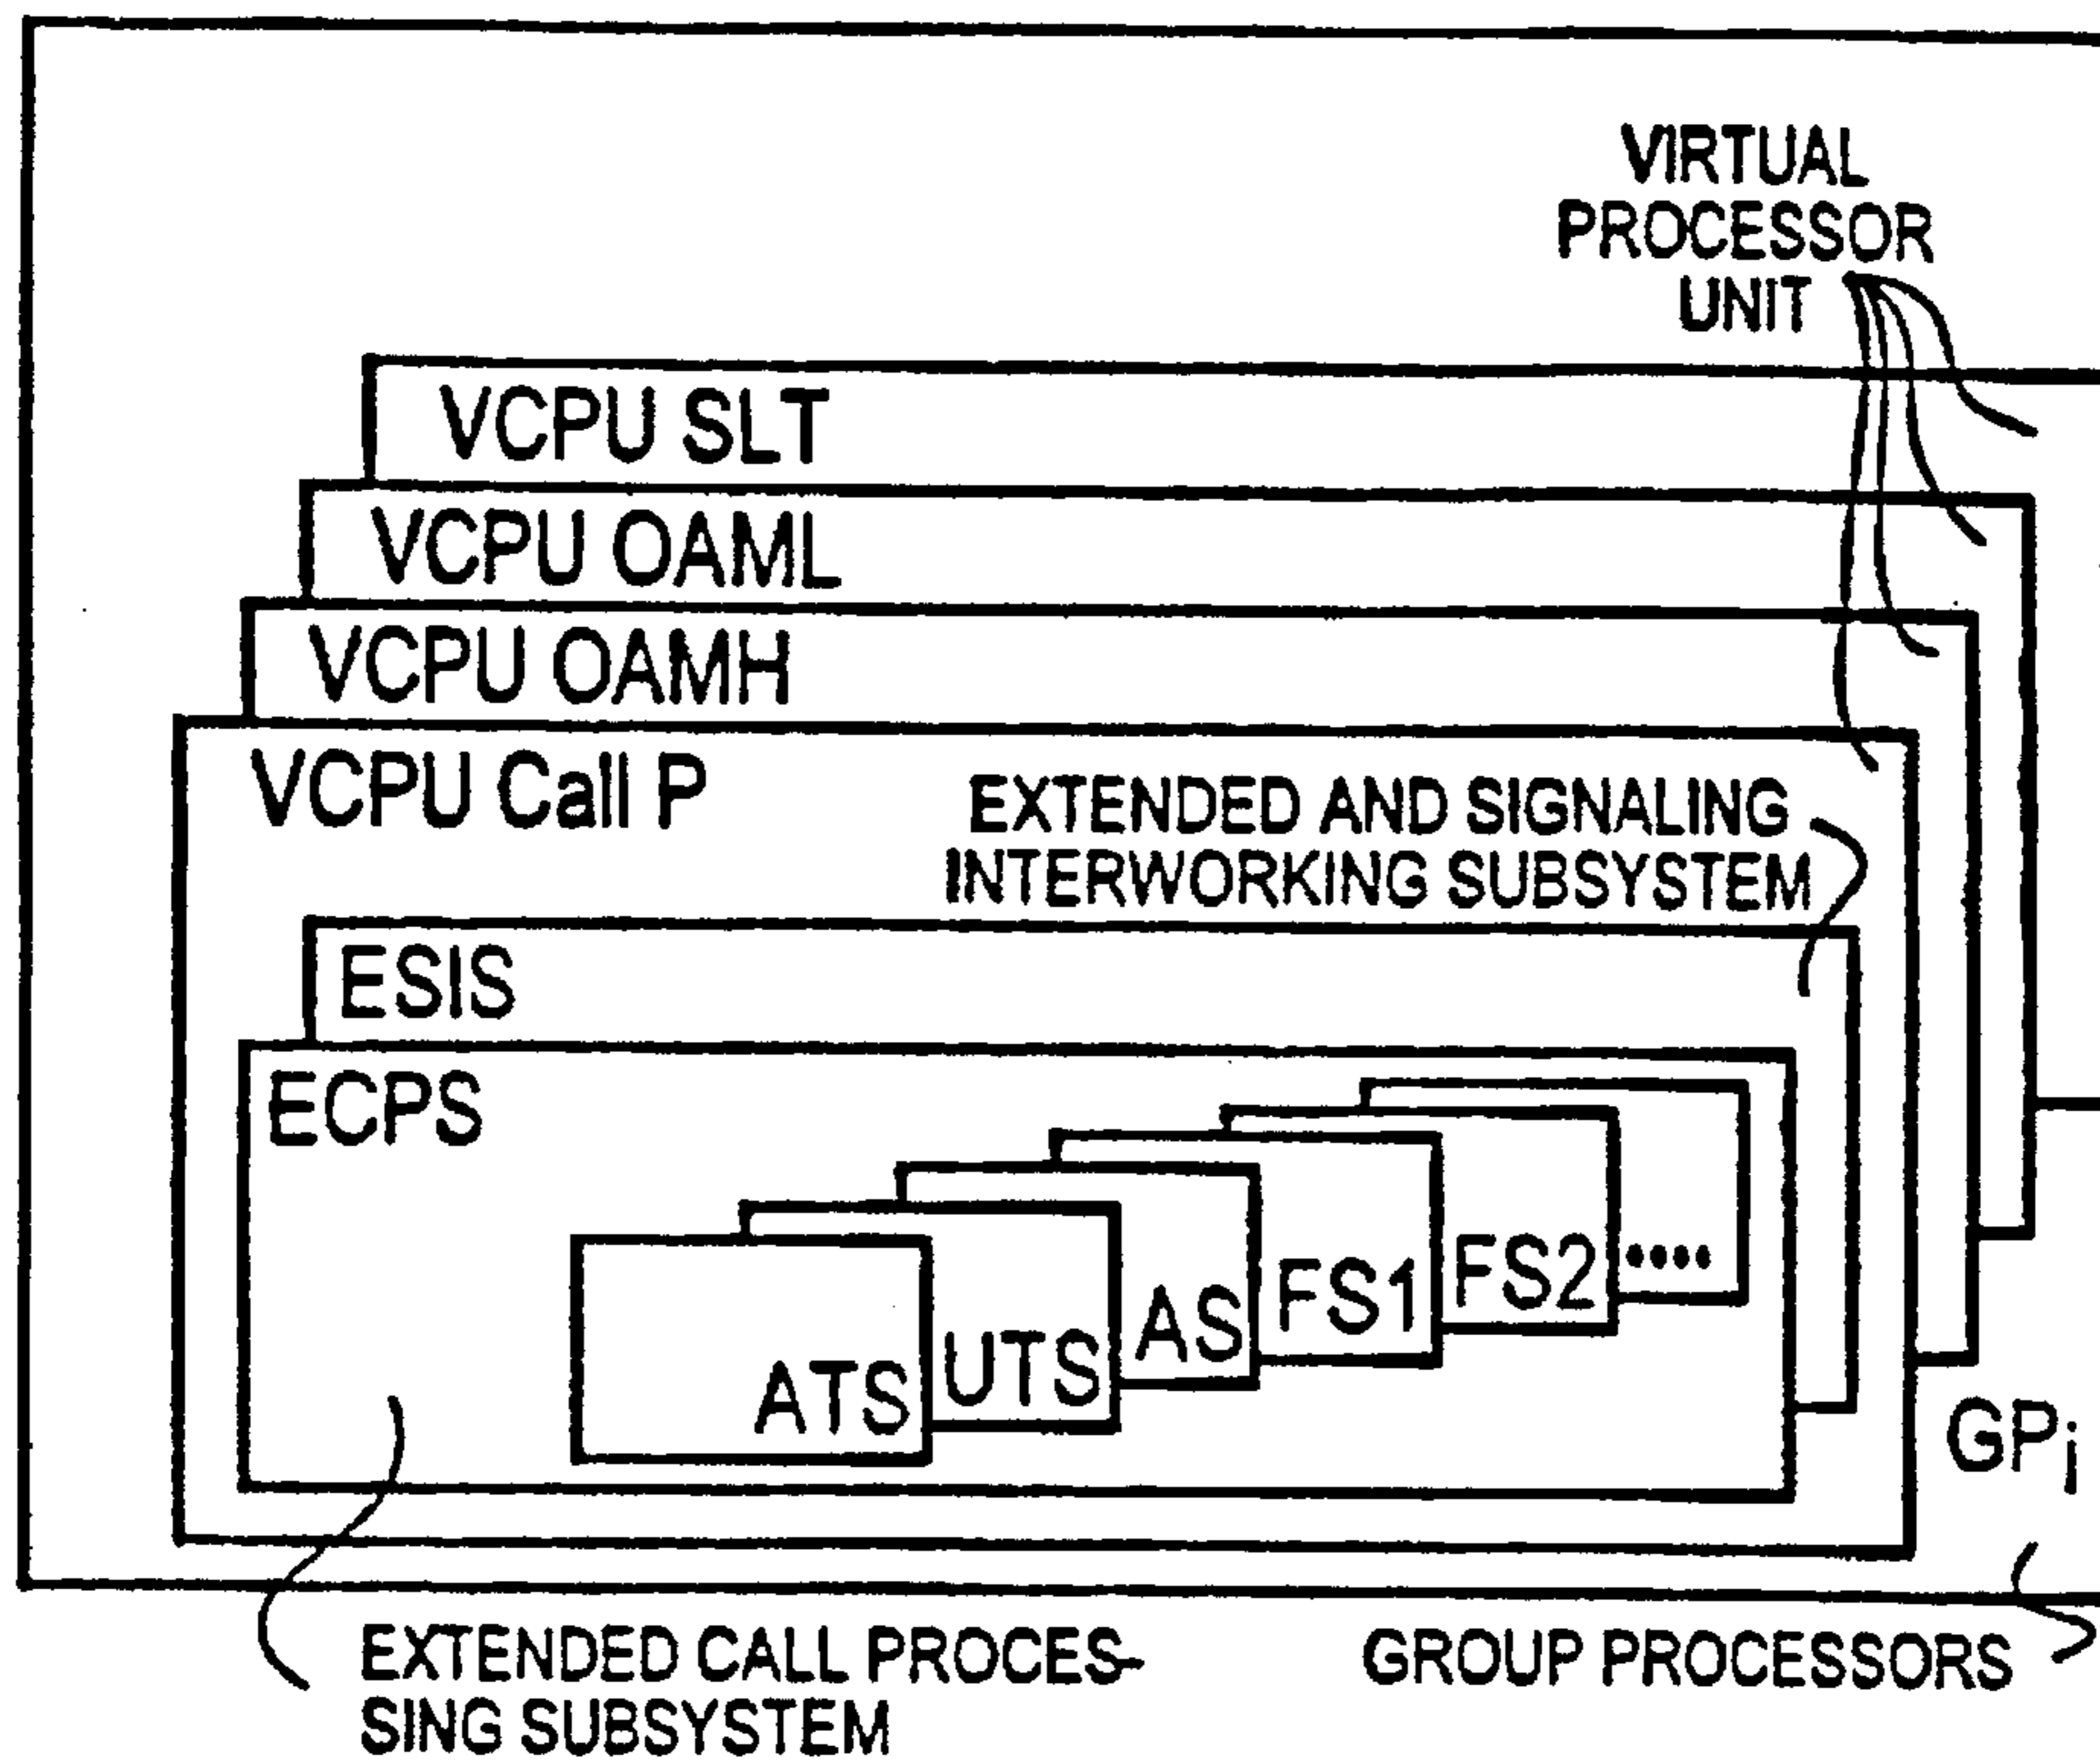 VIRTUAL
PROCESSOR
UNIT
VCPU SLT
VCPU OAML
VCPU OAMH
VCPU Call P
EXTENDED AND SIGNALING
INTERWORKING SUBSYSTEM
ESIS
ECPS
ATS
UTS
AS
FS1
FS2
••••
GPi
EXTENDED CALL PROCES-
SING SUBSYSTEM
GROUP PROCESSORS